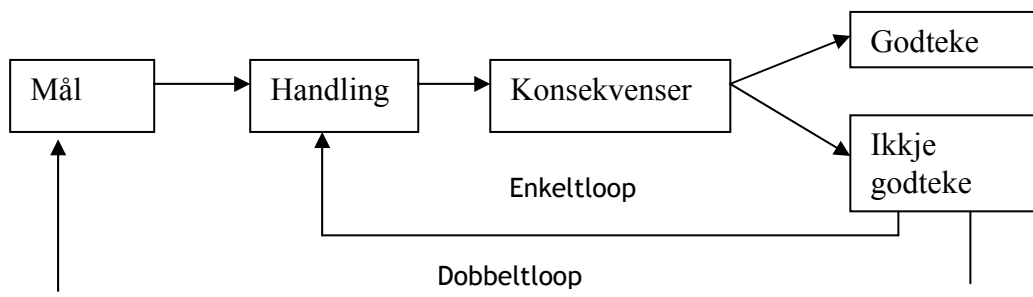 Godteke
Mål
Handling
Konsekvenser
Ikkje
godteke
Enkeltloop
Dobbeltloop